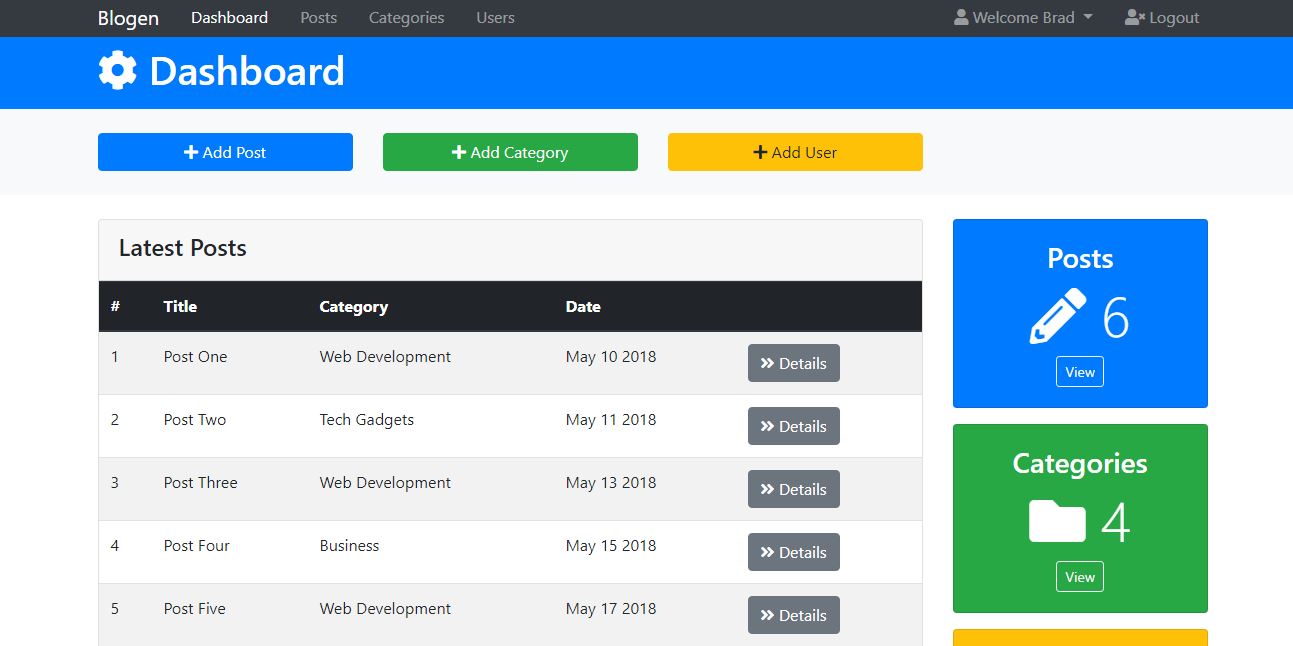 Blogen Dashboard Posts Categories Users Welcome Brad Logout
Dashboard
Add Post Add Category Add User
Latest Posts
# Title Category Date
1 Post One Web Development May 10 2018 Details
2 Post Two Tech Gadgets May 11 2018 Details
3 Post Three Web Development May 13 2018 Details
4 Post Four Business May 15 2018 Details
5 Post Five Web Development May 17 2018 Details
Posts
6
View
Categories
4
View